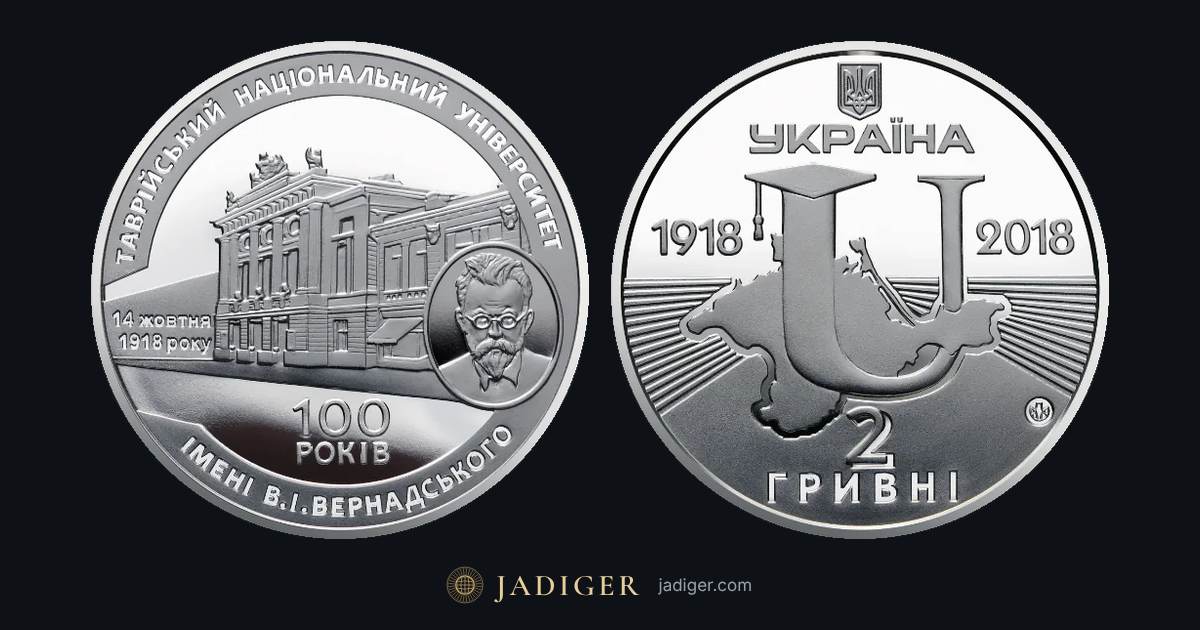 ТАВРІЙСЬКИЙ НАЦІОНАЛЬНИЙ УНІВЕРСИТЕТ
14 жовтня
1918 року
100
РОКІВ
ІМЕНІ В.І.ВЕРНАДСЬКОГО
УКРАЇНА
1918
2018
2
ГРИВНІ
JADIGER
jadiger.com